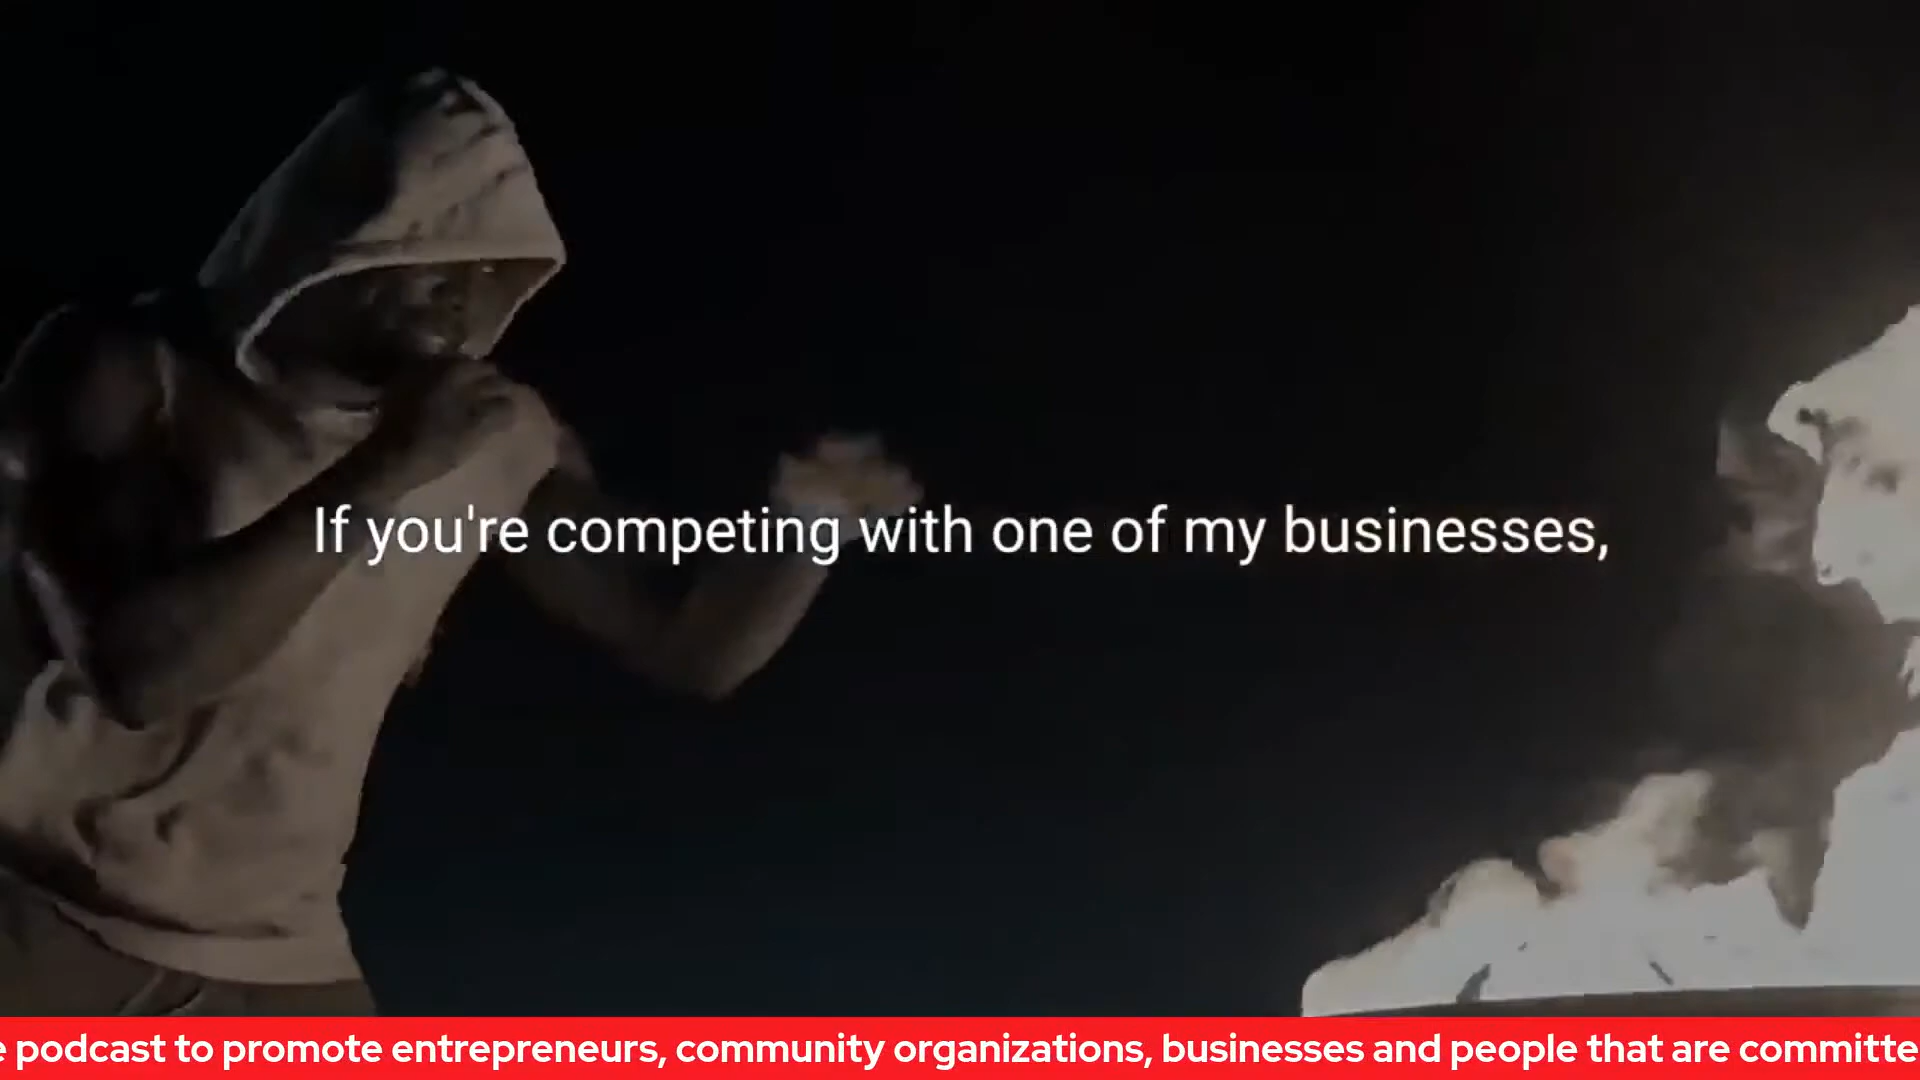 If you're competing with one of my businesses,
podcast to promote entrepreneurs, community organizations, businesses and people that are